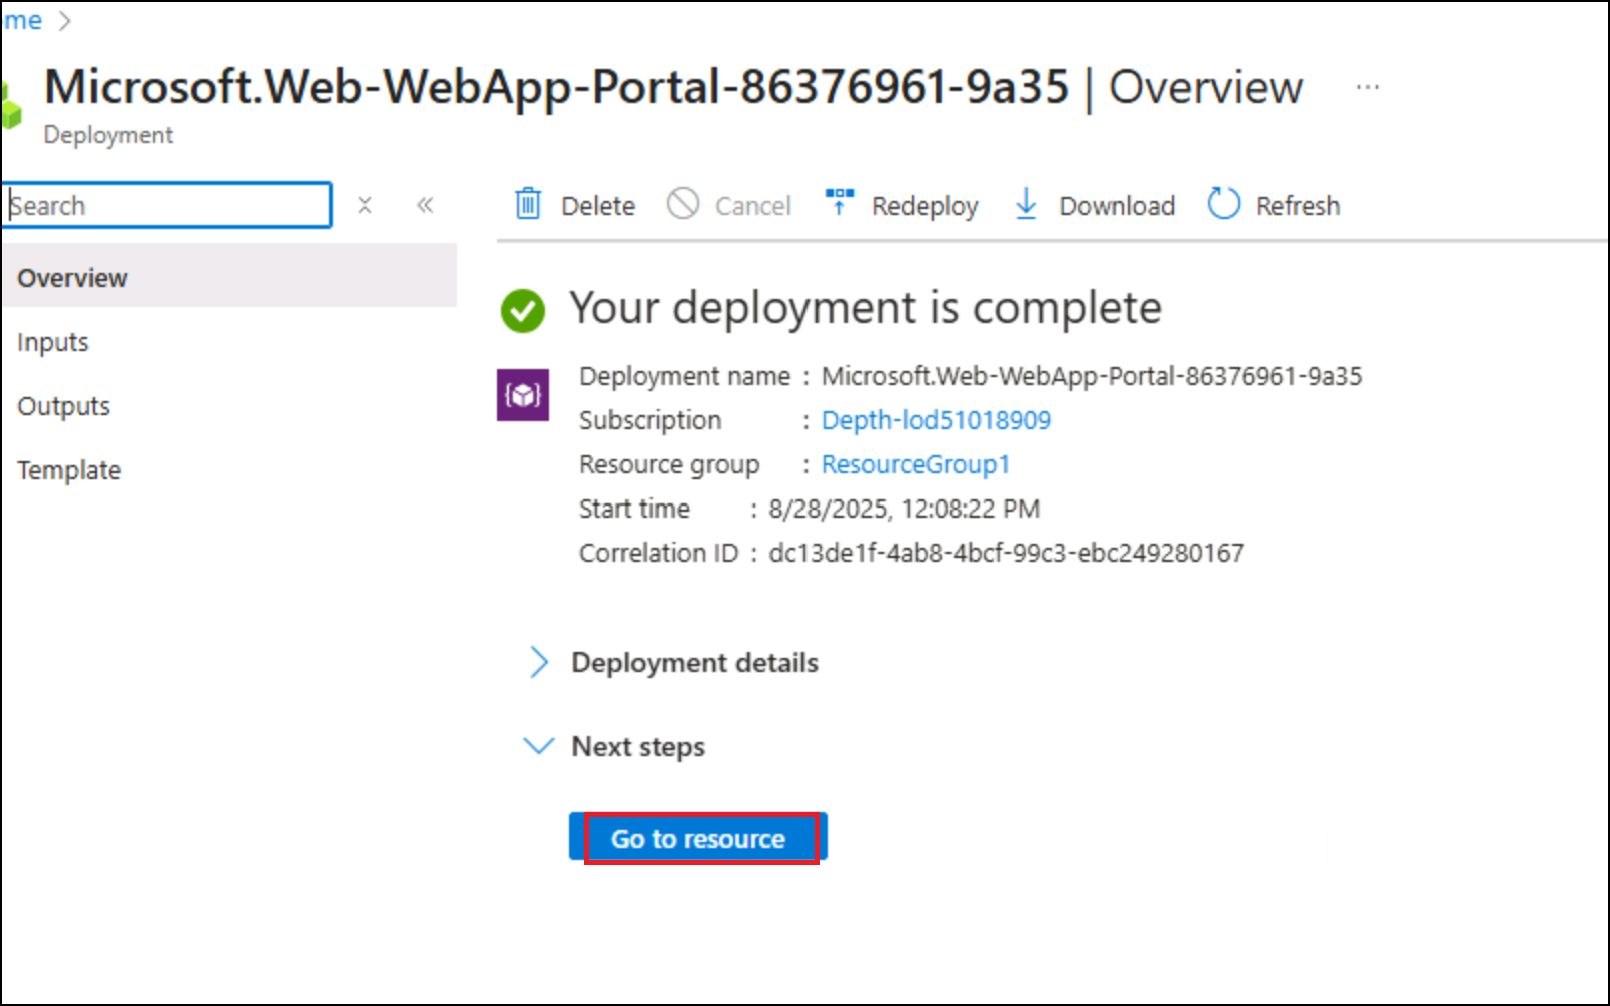 ome >
Microsoft.Web-WebApp-Portal-86376961-9a35 | Overview ...
Deployment
Search
Delete Cancel Redeploy Download Refresh
Overview
Inputs
Outputs
Template
Your deployment is complete
Deployment name : Microsoft.Web-WebApp-Portal-86376961-9a35
Subscription : Depth-lod51018909
Resource group : ResourceGroup1
Start time : 8/28/2025, 12:08:22 PM
Correlation ID : dc13de1f-4ab8-4bcf-99c3-ebc249280167
Deployment details
Next steps
Go to resource